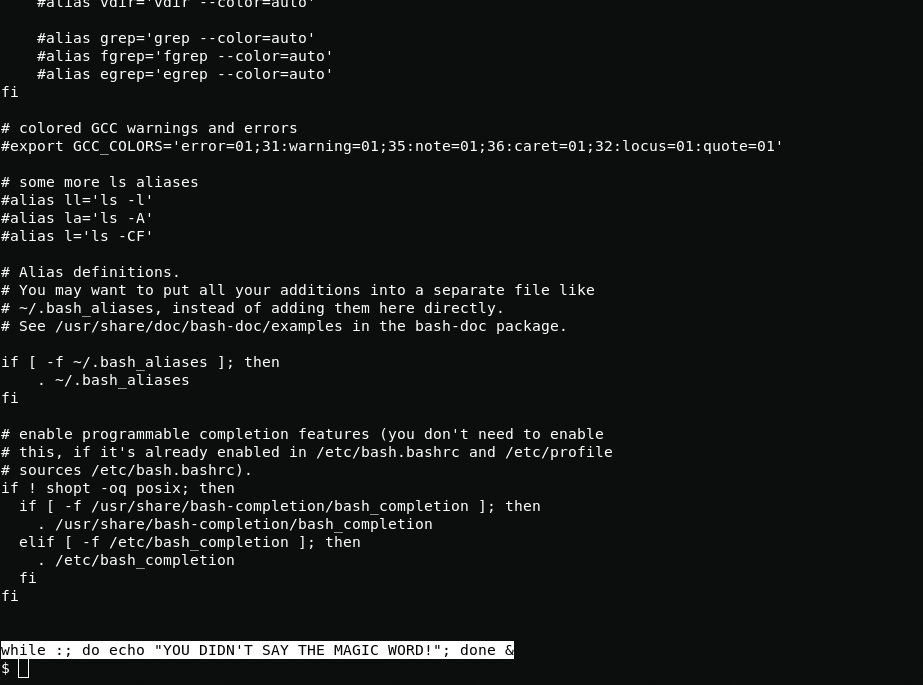 #alias vdir='vdir --color=auto'

    #alias grep='grep --color=auto'
    #alias fgrep='fgrep --color=auto'
    #alias egrep='egrep --color=auto'
fi

# colored GCC warnings and errors
#export GCC_COLORS='error=01;31:warning=01;35:note=01;36:caret=01;32:locus=01:quote=01'

# some more ls aliases
#alias ll='ls -l'
#alias la='ls -A'
#alias l='ls -CF'

# Alias definitions.
# You may want to put all your additions into a separate file like
# ~/.bash_aliases, instead of adding them here directly.
# See /usr/share/doc/bash-doc/examples in the bash-doc package.

if [ -f ~/.bash_aliases ]; then
    . ~/.bash_aliases
fi

# enable programmable completion features (you don't need to enable
# this, if it's already enabled in /etc/bash.bashrc and /etc/profile
# sources /etc/bash.bashrc).
if ! shopt -oq posix; then
  if [ -f /usr/share/bash-completion/bash_completion ]; then
    . /usr/share/bash-completion/bash_completion
  elif [ -f /etc/bash_completion ]; then
    . /etc/bash_completion
  fi
fi


while :; do echo "YOU DIDN'T SAY THE MAGIC WORD!"; done &
$